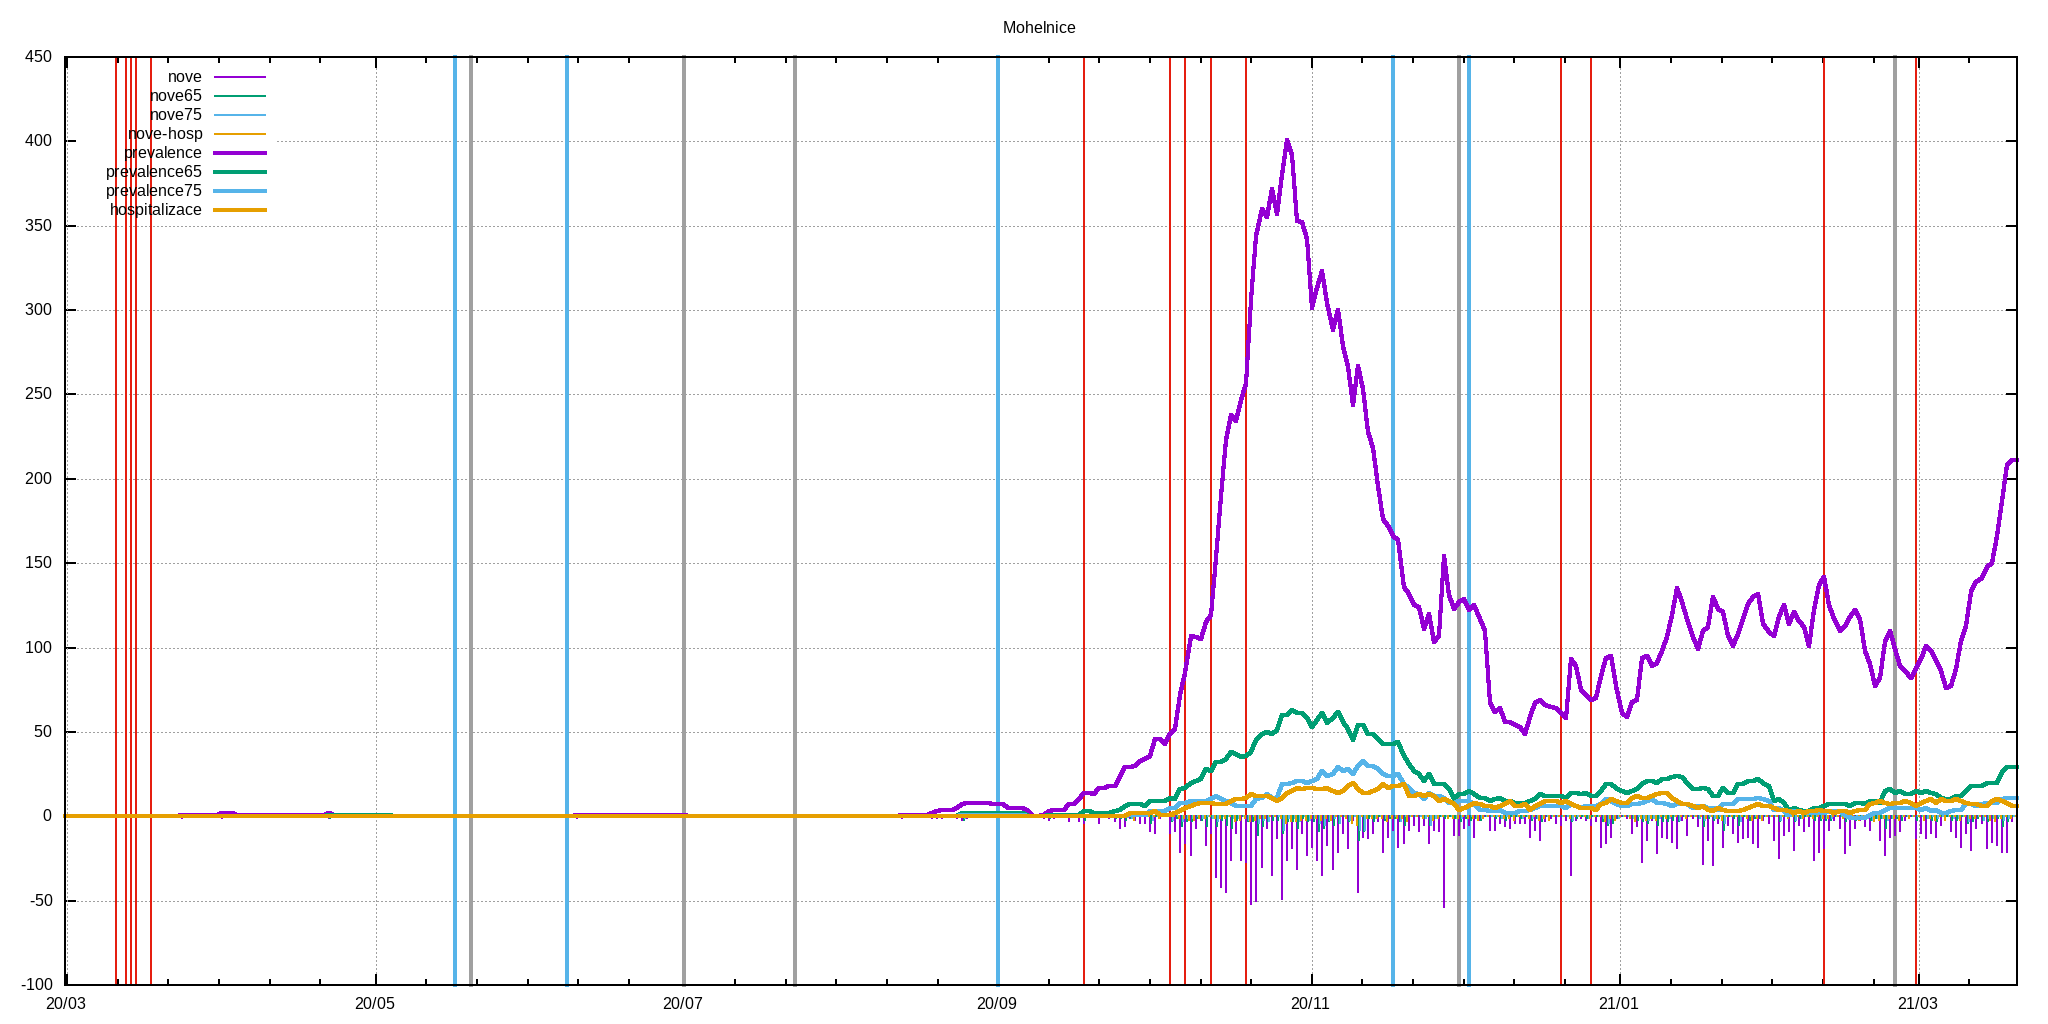 Mohelnice
450
400
350
300
250
200
150
100
50
0
-50
-100
nove
nove65
nove75
nove-hosp
prevalence
prevalence65
prevalence75
hospitalizace
20/03 20/05 20/07 20/09 20/11 21/01 21/03